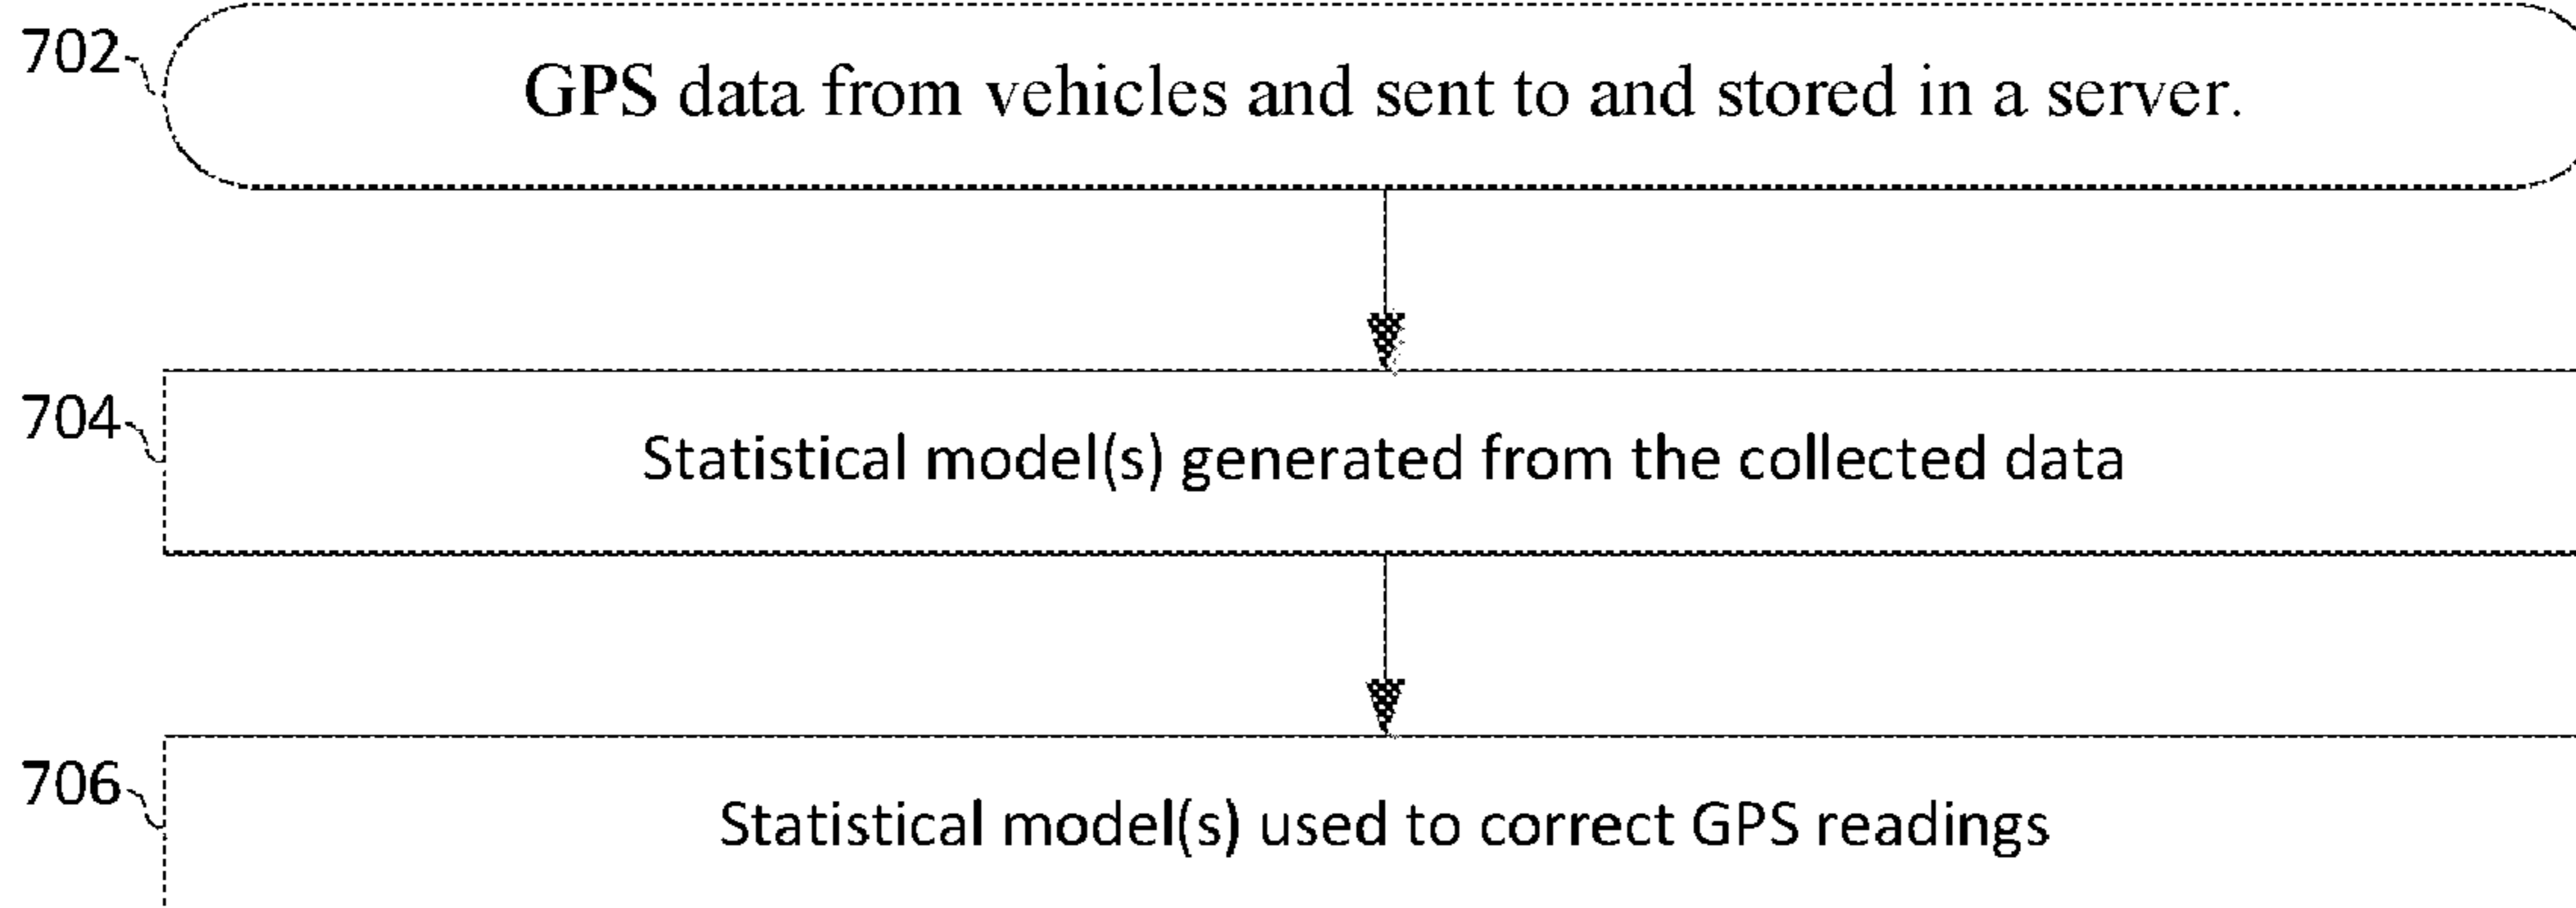 702
GPS data from vehicles and sent to and stored in a server.
704
Statistical model(s) generated from the collected data
706
Statistical model(s) used to correct GPS readings